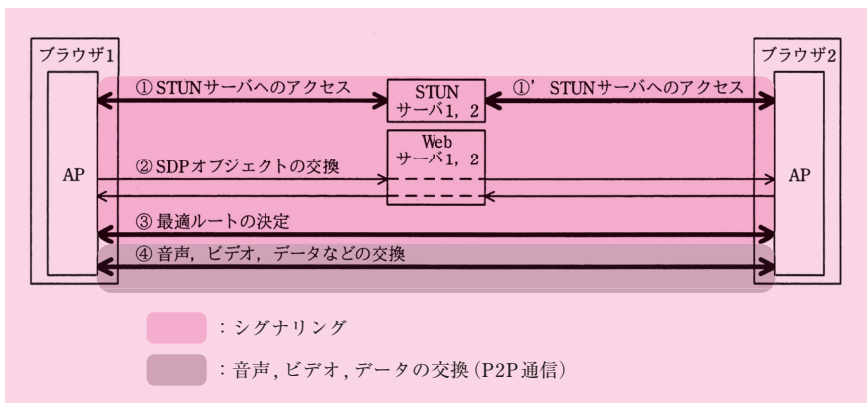 ブラウザ1
ブラウザ2
①STUNサーバへのアクセス
STUN
サーバ1，2
①’ STUNサーバへのアクセス
Web
サーバ1，2
AP
②SDPオブジェクトの交換
AP
③最適ルートの決定
④音声，ビデオ，データなどの交換
：シグナリング
：音声，ビデオ，データの交換（P2P通信）